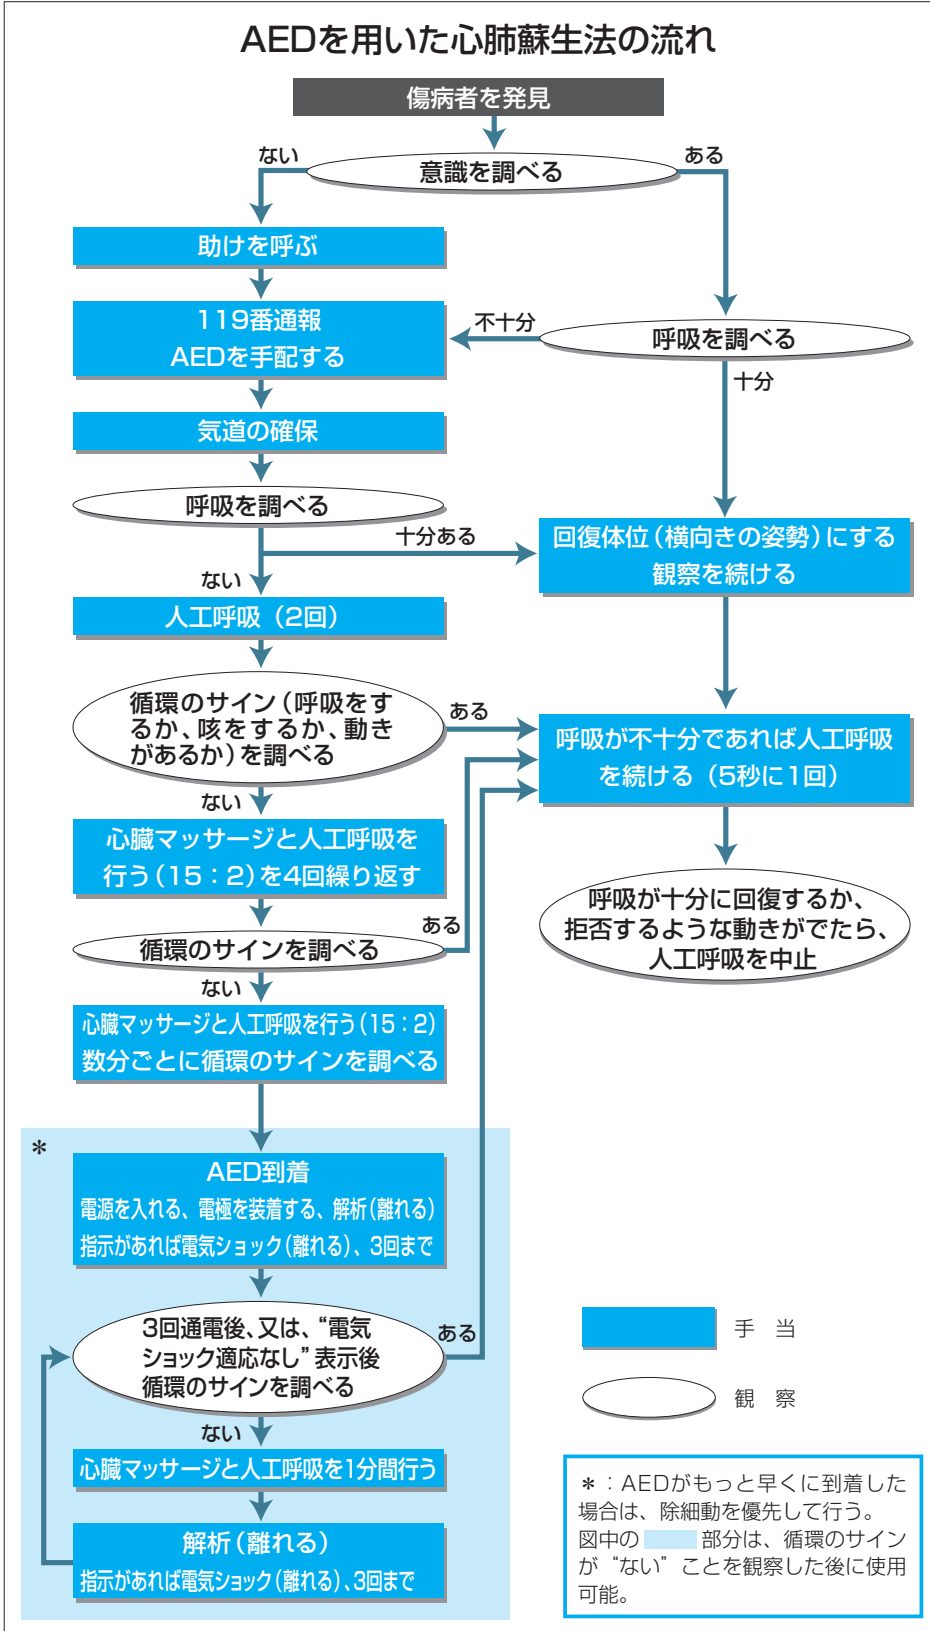 AEDを用いた心肺蘇生法の流れ
傷病者を発見
ない
ある
意識を調べる
助けを呼ぶ
119番通報
AEDを手配する
不十分
呼吸を調べる
十分
気道の確保
呼吸を調べる
十分ある
回復体位(横向きの姿勢)にする
観察を続ける
ない
人工呼吸(2回)
循環のサイン(呼吸をす
るか、咳をするか、動き
があるか)を調べる
ある
呼吸が不十分であれば人工呼吸
を続ける(5秒に1回)
ない
心臓マッサージと人工呼吸を
行う(15:2)を4回繰り返す
ある
循環のサインを調べる
呼吸が十分に回復するか、
拒否するような動きがでたら、
人工呼吸を中止
ない
心臓マッサージと人工呼吸を行う(15:2)
数分ごとに循環のサインを調べる
*
AED到着
電源を入れる、電極を装着する、解析(離れる)
指示があれば電気ショック(離れる)、3回まで
3回通電後、又は、“電気
ショック適応なし”表示後
循環のサインを調べる
ある
ない
心臓マッサージと人工呼吸を1分間行う
解析(離れる)
指示があれば電気ショック(離れる)、3回まで
手 当
観 察
*:AEDがもっと早くに到着した
場合は、除細動を優先して行う。
図中の 部分は、循環のサイン
が“ない”ことを観察した後に使用
可能。